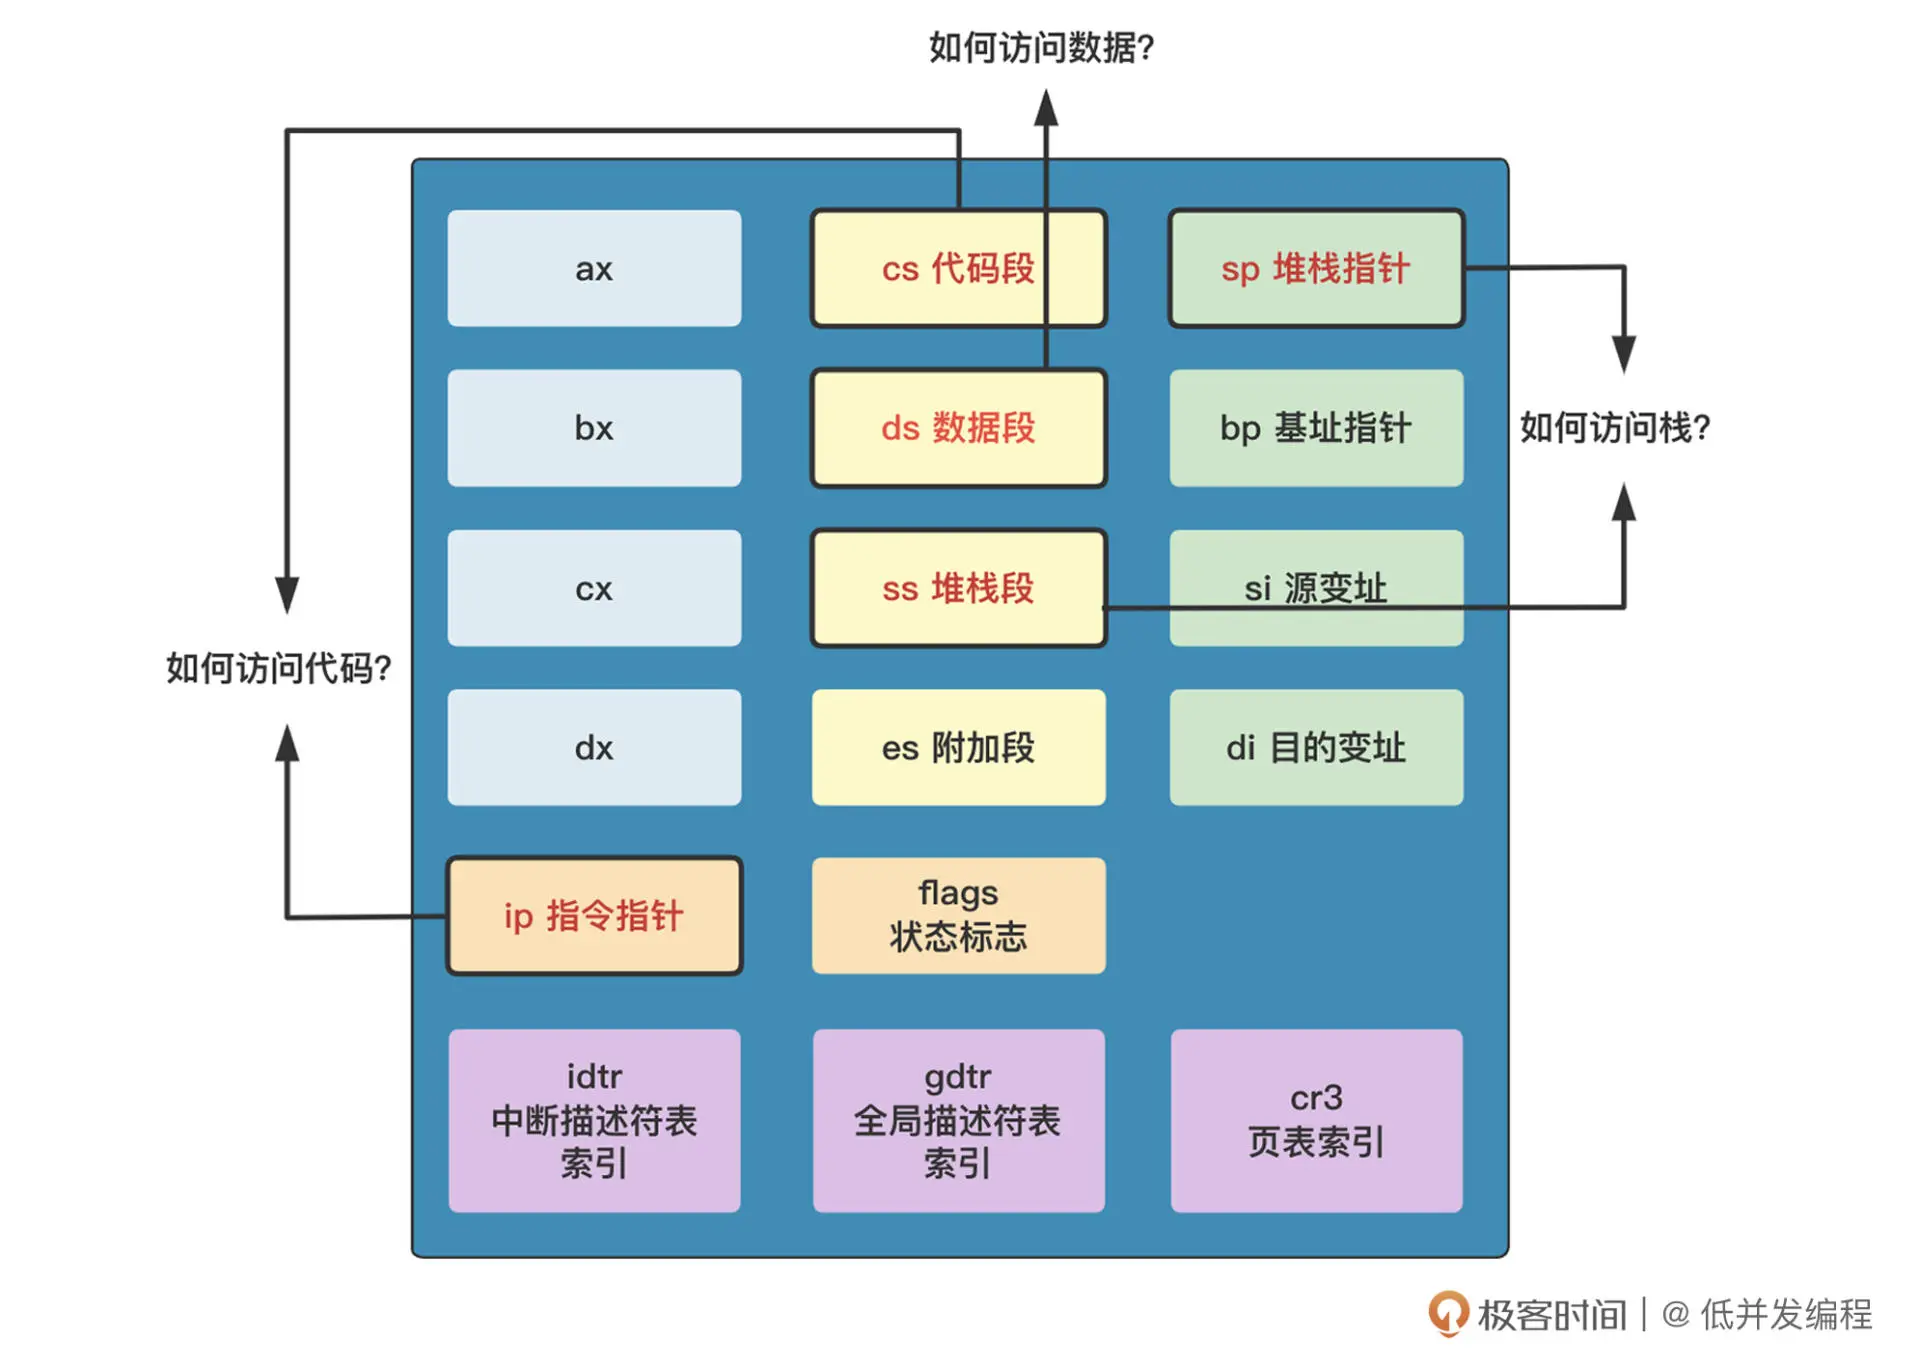 如何访问数据?
ax
cs 代码段
sp 堆栈指针
bx
ds 数据段
bp 基址指针
如何访问栈?
cx
ss 堆栈段
si 源变址
如何访问代码?
dx
es 附加段
di 目的变址
ip 指令指针
flags
状态标志
idtr
中断描述符表
索引
gdtr
全局描述符表
索引
cr3
页表索引
极客时间 | @ 低并发编程